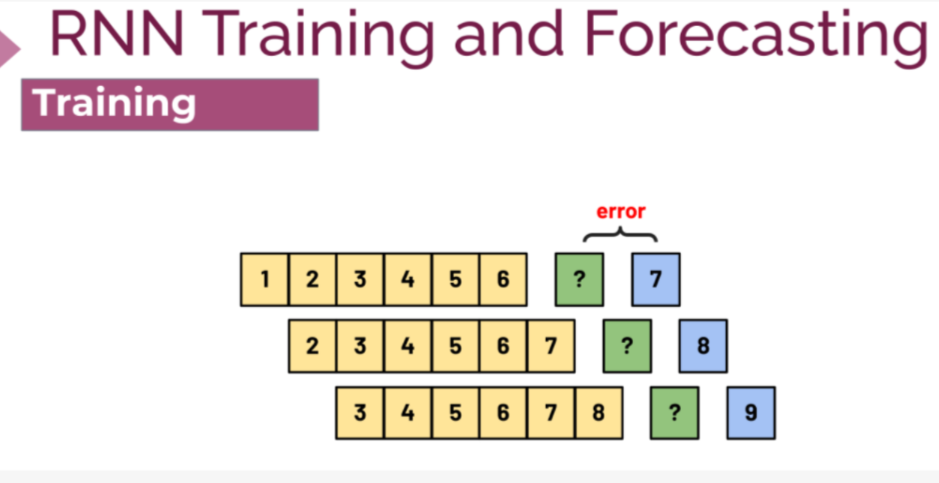 RNN Training and Forecasting
Training
error
1 2 3 4 5 6 ? 7
2 3 4 5 6 7 ? 8
3 4 5 6 7 8 ? 9